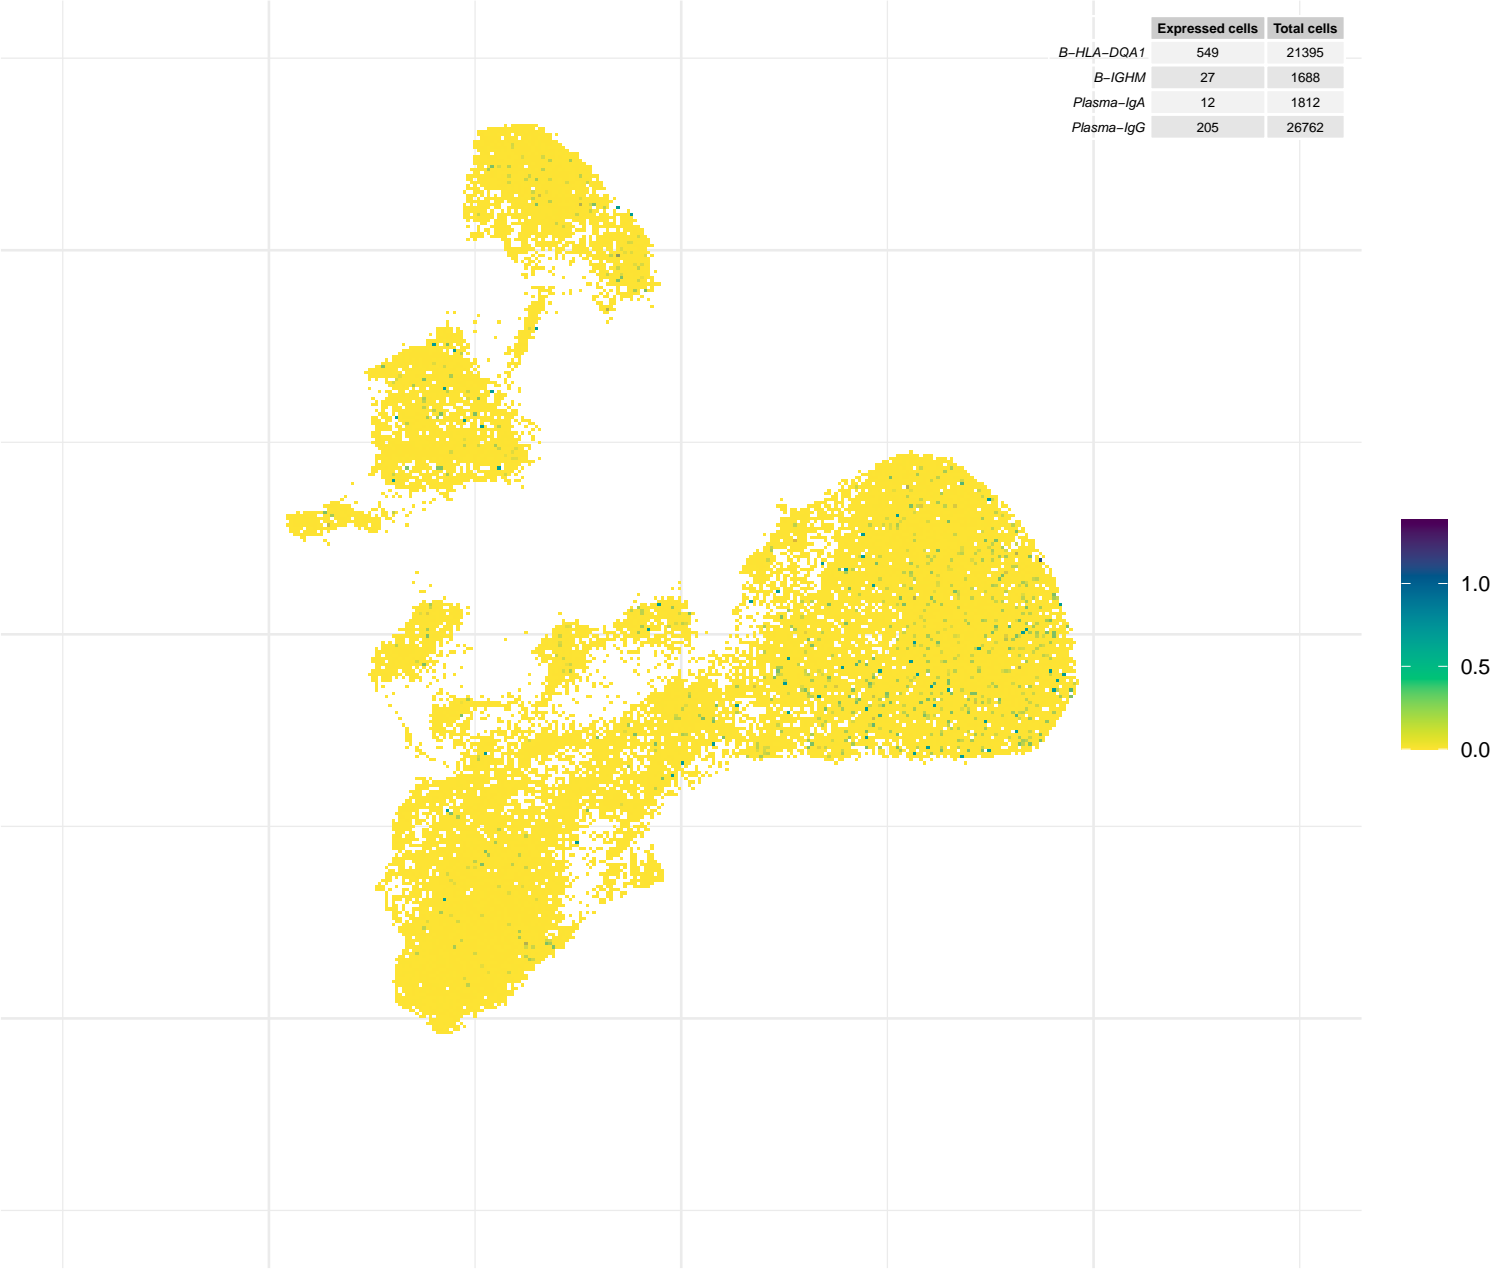 Expressed cells Total cells
B−HLA−DQA1 549 21395
B−IGHM 27 1688
Plasma−IgA 12 1812
Plasma−IgG 205 26762
1.0
0.5
0.0